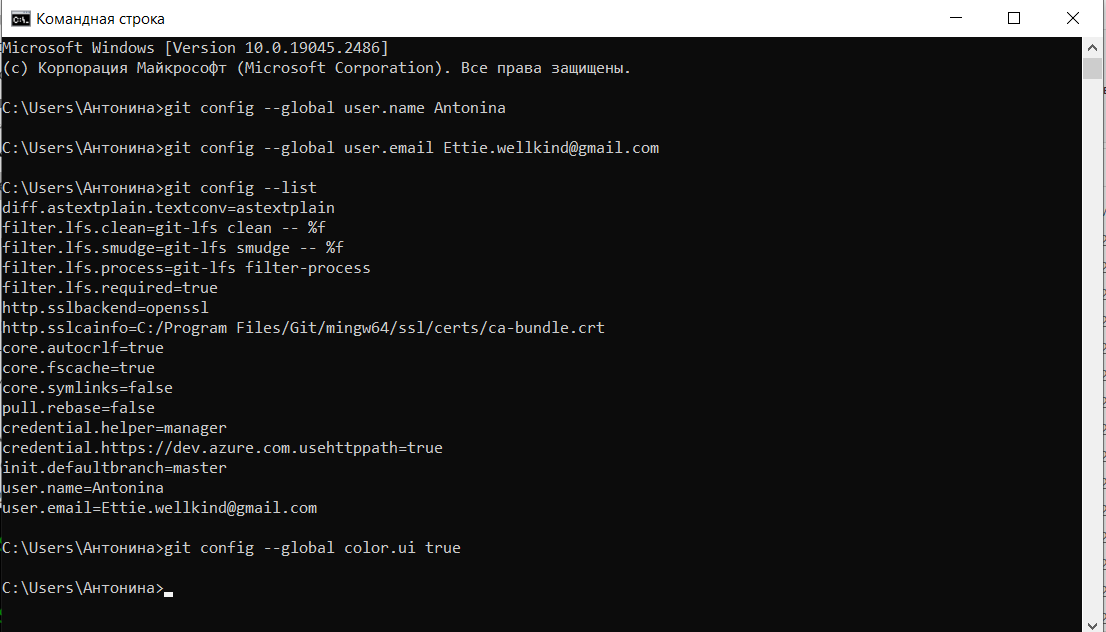 Командная строка
Microsoft Windows [Version 10.0.19045.2486]
(c) Корпорация Майкрософт (Microsoft Corporation). Все права защищены.
C:\Users\Антонина>git config --global user.name Antonina
C:\Users\Антонина>git config --global user.email Ettie.wellkind@gmail.com
C:\Users\Антонина>git config --list
diff.astextplain.textconv=astextplain
filter.lfs.clean=git-lfs clean -- %f
filter.lfs.smudge=git-lfs smudge -- %f
filter.lfs.process=git-lfs filter-process
filter.lfs.required=true
http.sslbackend=openssl
http.sslcainfo=C:/Program Files/Git/mingw64/ssl/certs/ca-bundle.crt
core.autocrlf=true
core.fscache=true
core.symlinks=false
pull.rebase=false
credential.helper=manager
credential.https://dev.azure.com.usehttppath=true
init.defaultbranch=master
user.name=Antonina
user.email=Ettie.wellkind@gmail.com
C:\Users\Антонина>git config --global color.ui true
C:\Users\Антонина>